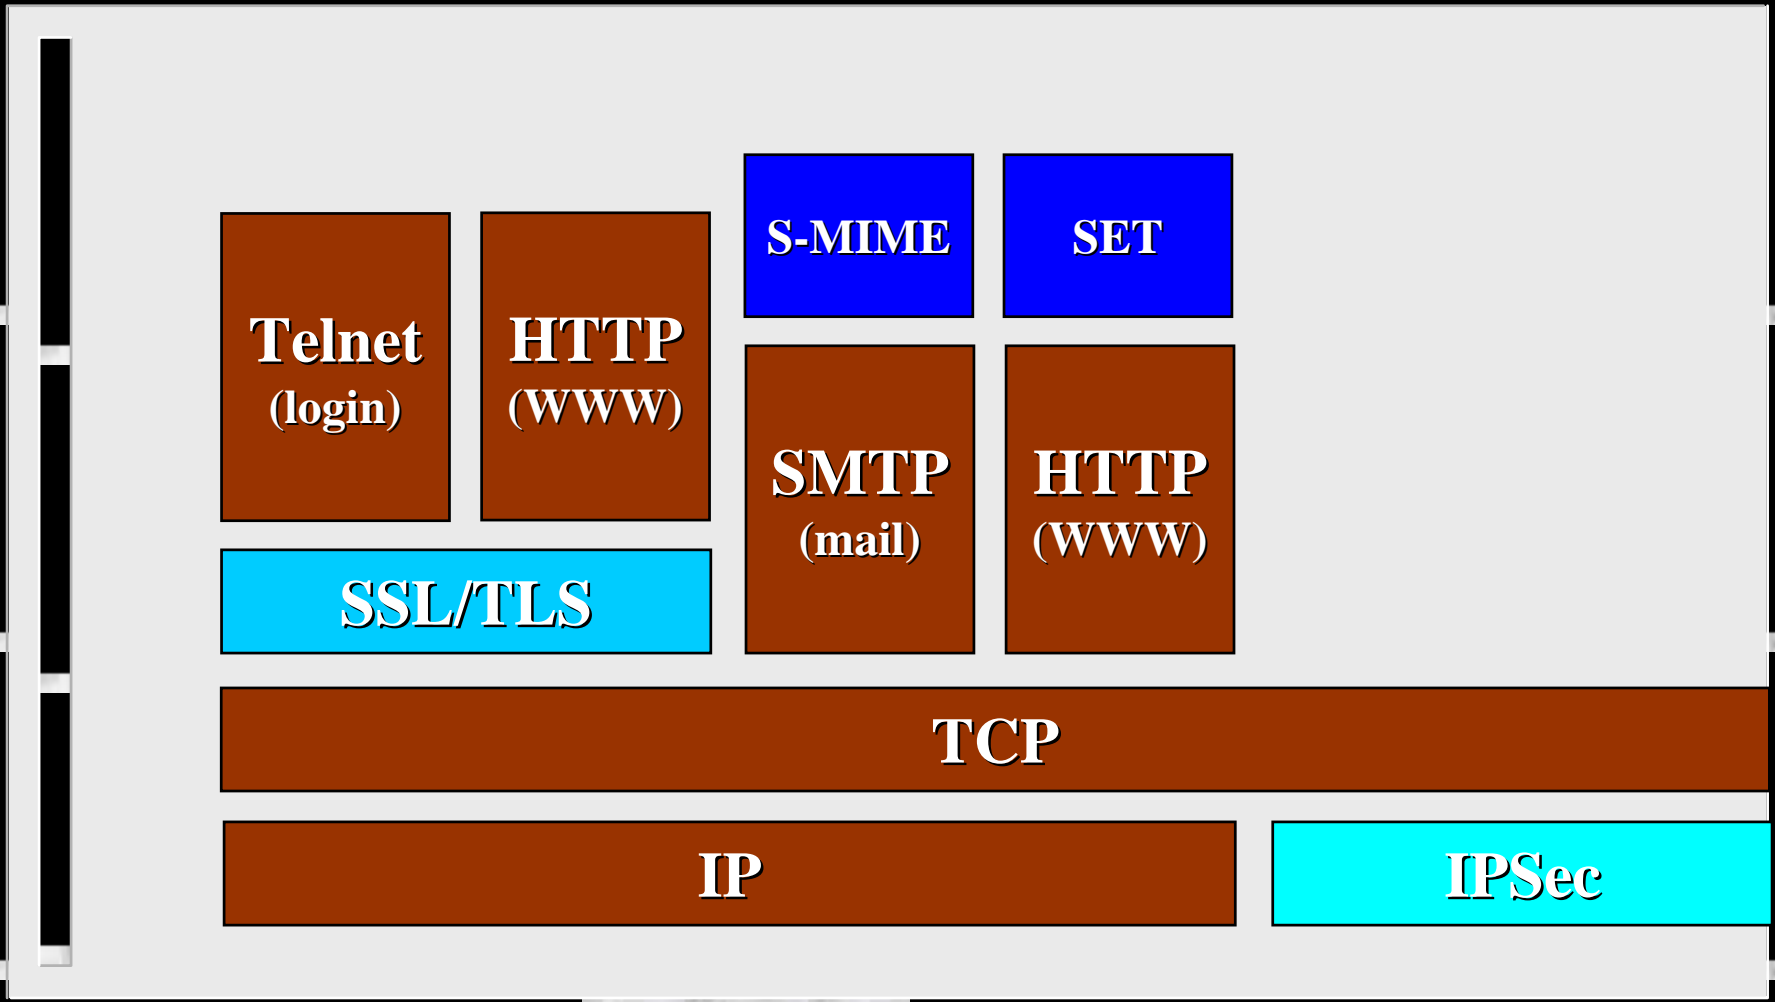 S-MIME
SET
Telnet
(login)
HTTP
(WWW)
SMTP
(mail)
HTTP
(WWW)
SSL/TLS
TCP
IP
IPSec